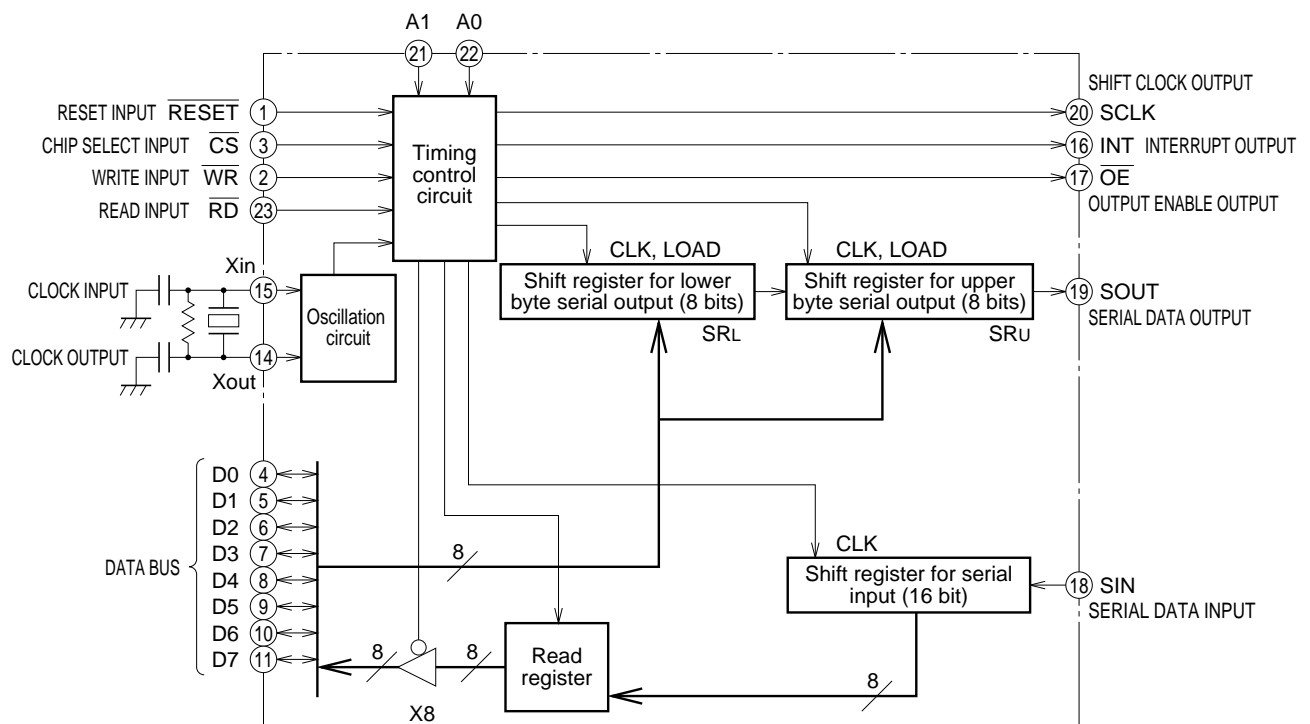 A1 A0
21 22
SHIFT CLOCK OUTPUT
RESET INPUT RESET 1
20 SCLK
CHIP SELECT INPUT CS 3
16 INT INTERRUPT OUTPUT
WRITE INPUT WR 2
17 OE
OUTPUT ENABLE OUTPUT
READ INPUT RD 23
Timing
control
circuit
CLK, LOAD
CLK, LOAD
Xin
CLOCK INPUT 15
Oscillation
circuit
CLOCK OUTPUT 14
Xout
Shift register for lower
byte serial output (8 bits)
SRL
Shift register for upper
byte serial output (8 bits)
SRU
19 SOUT
SERIAL DATA OUTPUT
DATA BUS
D0 4
D1 5
D2 6
D3 7
D4 8
D5 9
D6 10
D7 11
8
CLK
Shift register for serial
input (16 bit)
18 SIN
SERIAL DATA INPUT
8
8
X8
Read
register
8